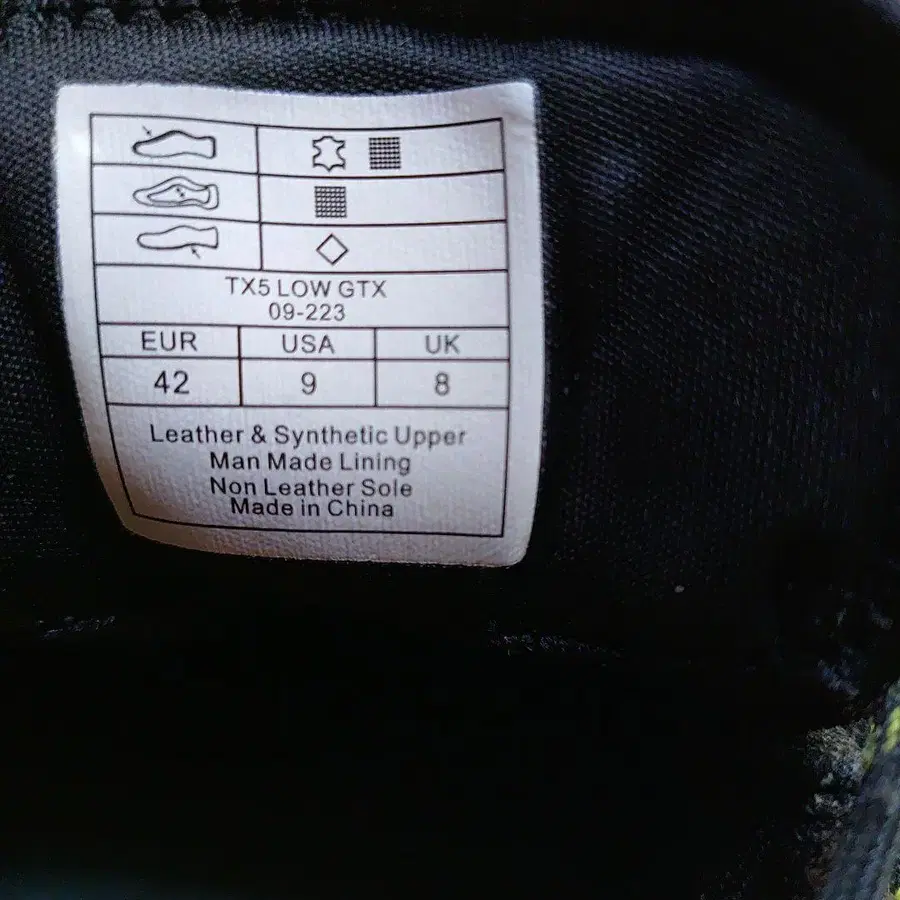 TX5 LOW GTX
09-223
EUR USA UK
42 9 8
Leather & Synthetic Upper
Man Made Lining
Non Leather Sole
Made in China